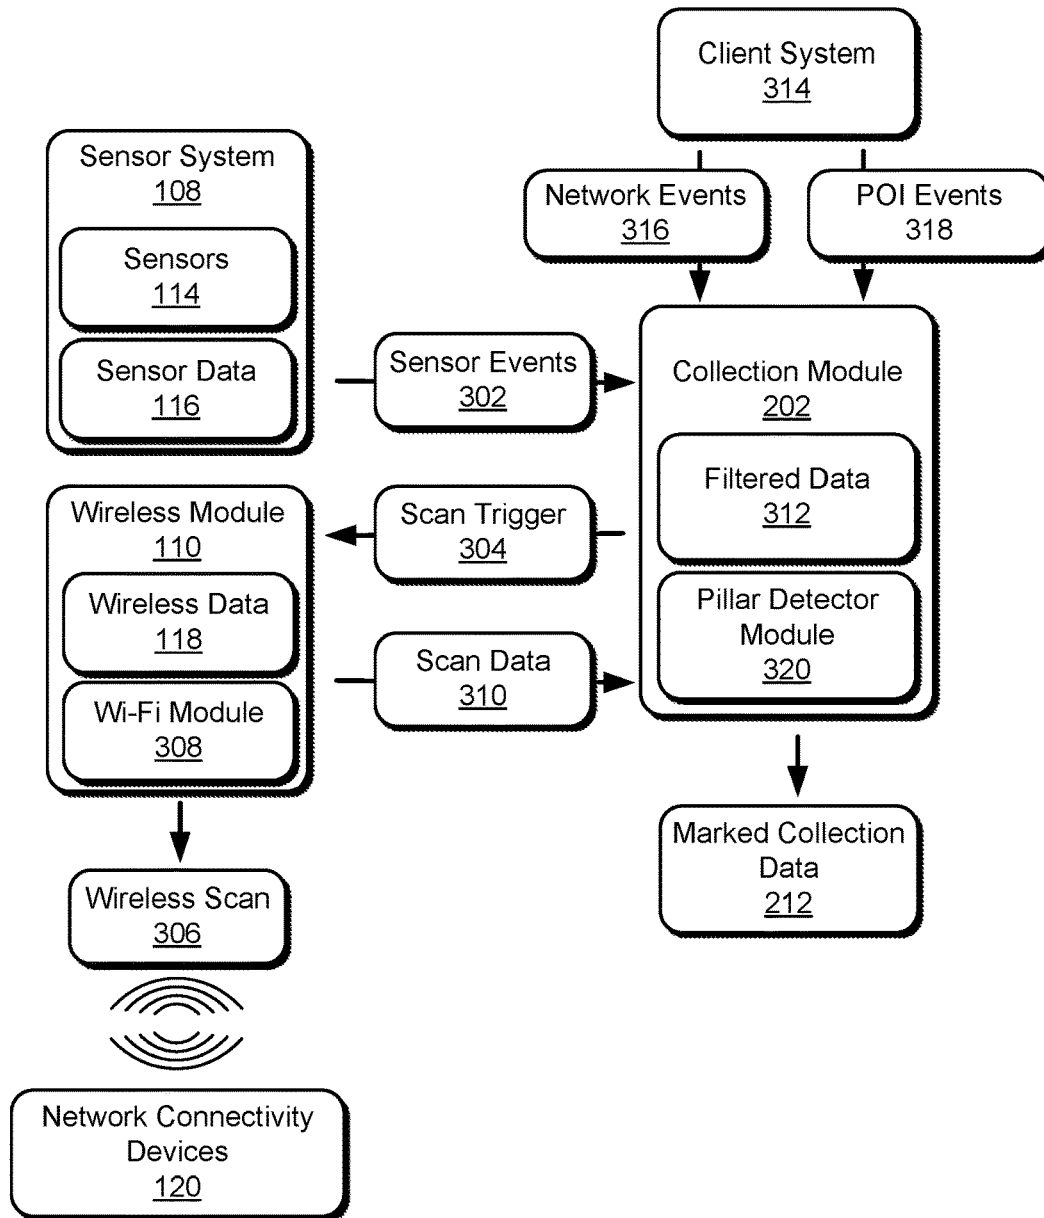 Client System
314
Sensor System
108
Sensors
114
Sensor Data
116
Network Events
316
POI Events
318
Sensor Events
302
Collection Module
202
Filtered Data
312
Pillar Detector
Module
320
Wireless Module
110
Wireless Data
118
Wi-Fi Module
308
Scan Trigger
304
Scan Data
310
Marked Collection
Data
212
Wireless Scan
306
Network Connectivity
Devices
120